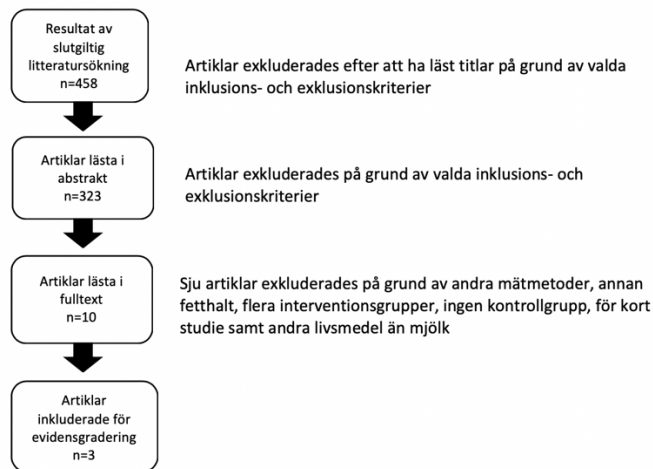 Resultat av
slutgiltig
litteratursökning
n=458
Artiklar exkluderades efter att ha läst titlar på grund av valda
inklusions- och exklusionskriterier
Artiklar lästa i
abstrakt
n=323
Artiklar exkluderades på grund av valda inklusions- och
exklusionskriterier
Artiklar lästa i
fulltext
n=10
Sju artiklar exkluderades på grund av andra mätmetoder, annan
fetthalt, flera interventionsgrupper, ingen kontrollgrupp, för kort
studie samt andra livsmedel än mjölk
Artiklar
inkluderade för
evidensgradering
n=3